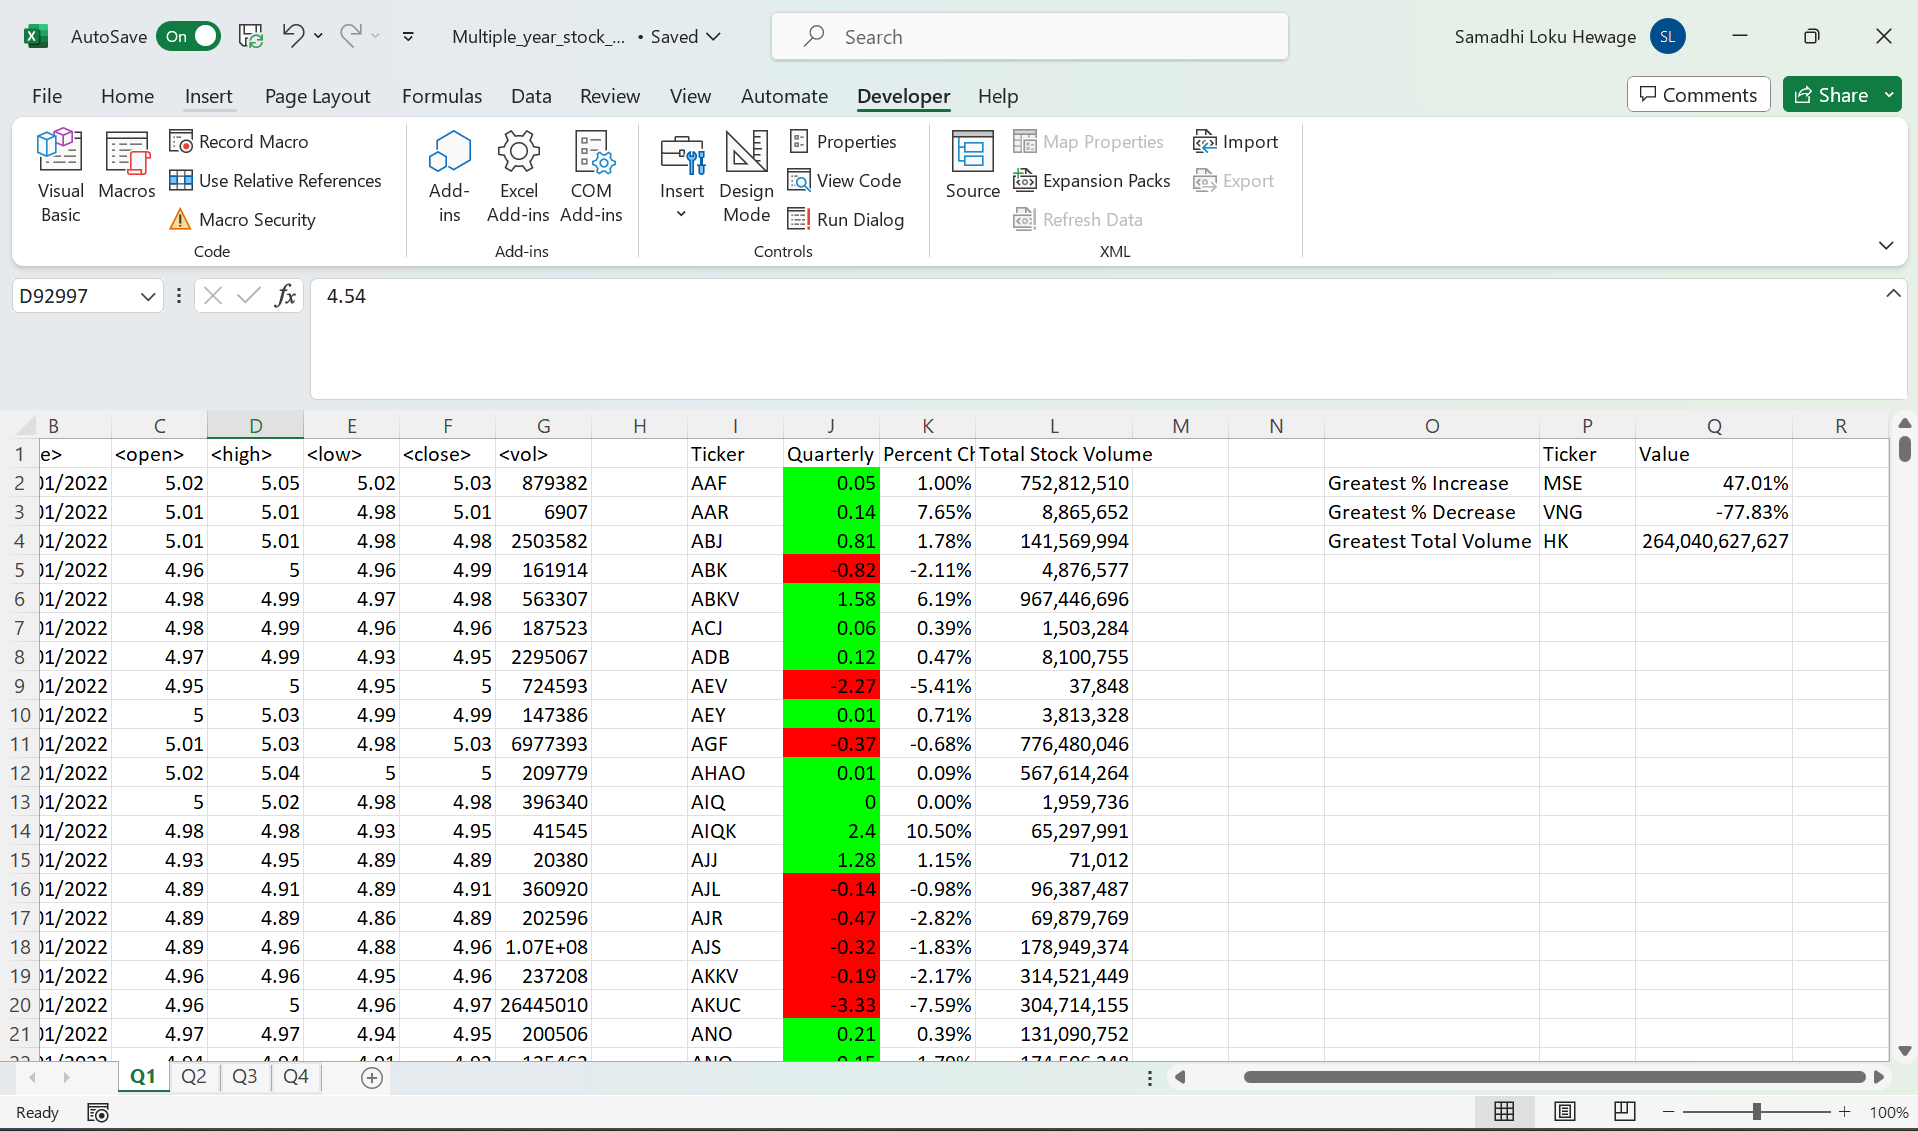 AutoSave On Multiple_year_stock_... • Saved Search Samadhi Loku Hewage SL
File Home Insert Page Layout Formulas Data Review View Automate Developer Help Comments Share
Visual Basic
Macros
Record Macro
Use Relative References
Macro Security
Code
Add-ins
Excel Add-ins
COM Add-ins
Add-ins
Insert
Design Mode
Properties
View Code
Run Dialog
Controls
Source
Map Properties
Expansion Packs
Refresh Data
Import
Export
XML
D92997 fx 4.54
B C D E F G H I J K L M N O P Q R
1 e> <open> <high> <low> <close> <vol> Ticker Quarterly Percent Ch Total Stock Volume Ticker Value
2 01/2022 5.02 5.05 5.02 5.03 879382 AAF 0.05 1.00% 752,812,510 Greatest % Increase MSE 47.01%
3 01/2022 5.01 5.01 4.98 5.01 6907 AAR 0.14 7.65% 8,865,652 Greatest % Decrease VNG -77.83%
4 01/2022 5.01 5.01 4.98 4.98 2503582 ABJ 0.81 1.78% 141,569,994 Greatest Total Volume HK 264,040,627,627
5 01/2022 4.96 5 4.96 4.99 161914 ABK -0.82 -2.11% 4,876,577
6 01/2022 4.98 4.99 4.97 4.98 563307 ABKV 1.58 6.19% 967,446,696
7 01/2022 4.98 4.99 4.96 4.96 187523 ACJ 0.06 0.39% 1,503,284
8 01/2022 4.97 4.99 4.93 4.95 2295067 ADB 0.12 0.47% 8,100,755
9 01/2022 4.95 5 4.95 5 724593 AEV -2.27 -5.41% 37,848
10 01/2022 5 5.03 4.99 4.99 147386 AEY 0.01 0.71% 3,813,328
11 01/2022 5.01 5.03 4.98 5.03 6977393 AGF -0.37 -0.68% 776,480,046
12 01/2022 5.02 5.04 5 5 209779 AHAO 0.01 0.09% 567,614,264
13 01/2022 5 5.02 4.98 4.98 396340 AIQ 0 0.00% 1,959,736
14 01/2022 4.98 4.98 4.93 4.95 41545 AIQK 2.4 10.50% 65,297,991
15 01/2022 4.93 4.95 4.89 4.89 20380 AJJ 1.28 1.15% 71,012
16 01/2022 4.89 4.91 4.89 4.91 360920 AJL -0.14 -0.98% 96,387,487
17 01/2022 4.89 4.89 4.86 4.89 202596 AJR -0.47 -2.82% 69,879,769
18 01/2022 4.89 4.96 4.88 4.96 1.07E+08 AJS -0.32 -1.83% 178,949,374
19 01/2022 4.96 4.96 4.95 4.96 237208 AKKV -0.19 -2.17% 314,521,449
20 01/2022 4.96 5 4.96 4.97 26445010 AKUC -3.33 -7.59% 304,714,155
21 01/2022 4.97 4.97 4.94 4.95 200506 ANO 0.21 0.39% 131,090,752
Q1 Q2 Q3 Q4
Ready 100%